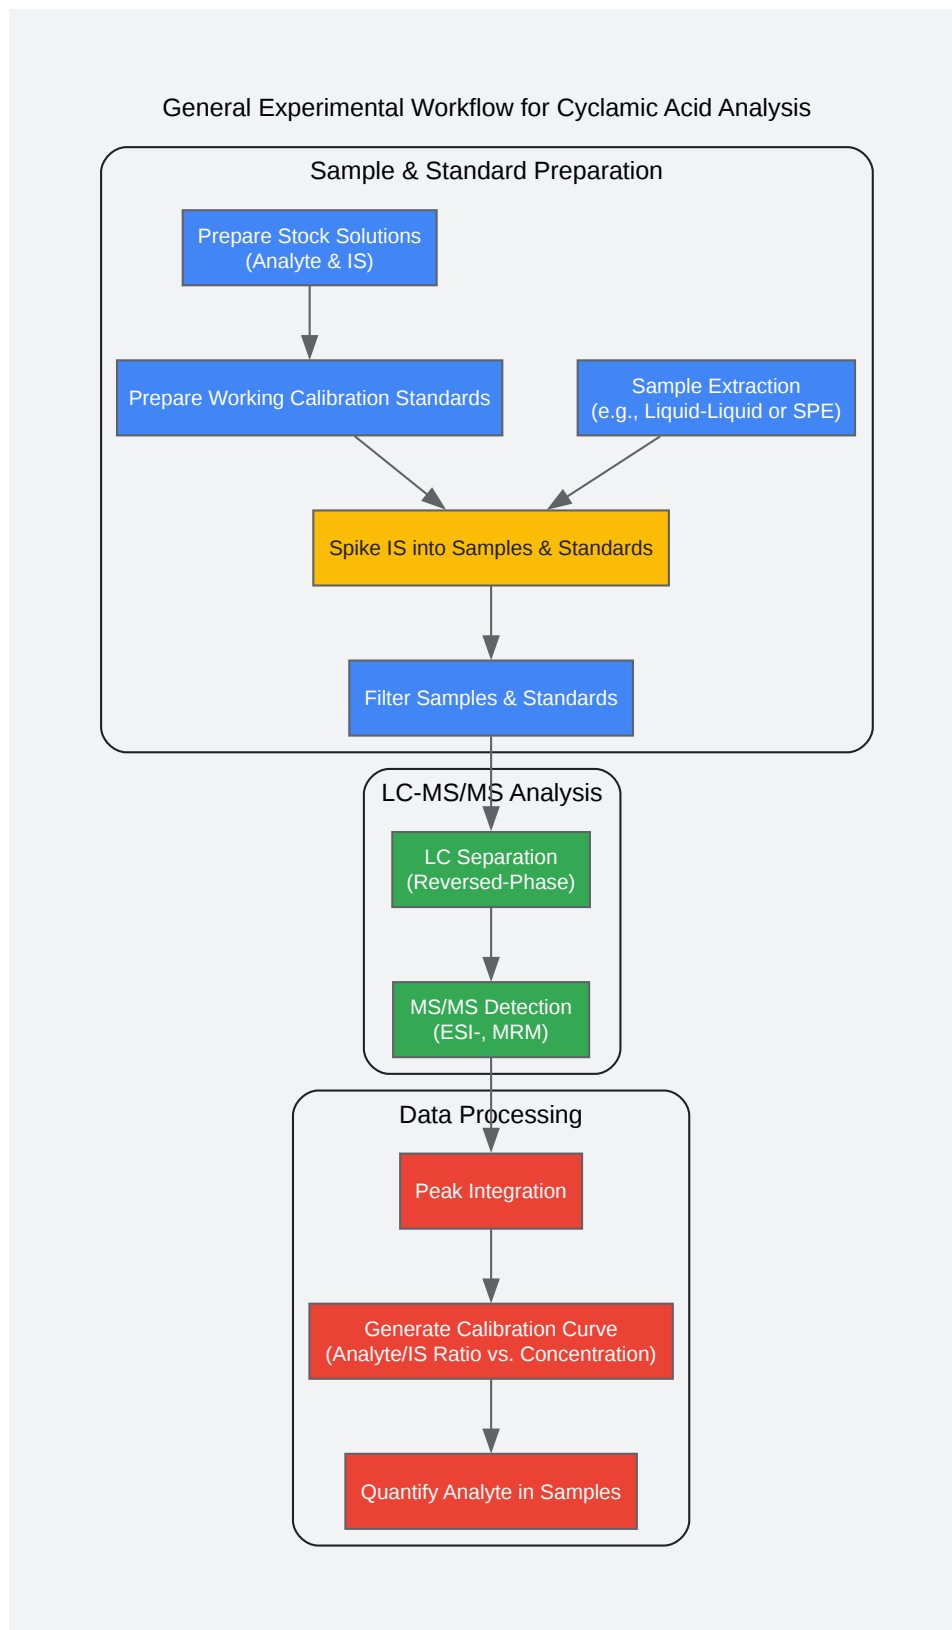 General Experimental Workflow for Cyclamic Acid Analysis
Sample & Standard Preparation
Prepare Stock Solutions
(Analyte & IS)
Prepare Working Calibration Standards
Sample Extraction
(e.g., Liquid-Liquid or SPE)
Spike IS into Samples & Standards
Filter Samples & Standards
LC-MS/MS Analysis
LC Separation
(Reversed-Phase)
MS/MS Detection
(ESI-, MRM)
Data Processing
Peak Integration
Generate Calibration Curve
(Analyte/IS Ratio vs. Concentration)
Quantify Analyte in Samples